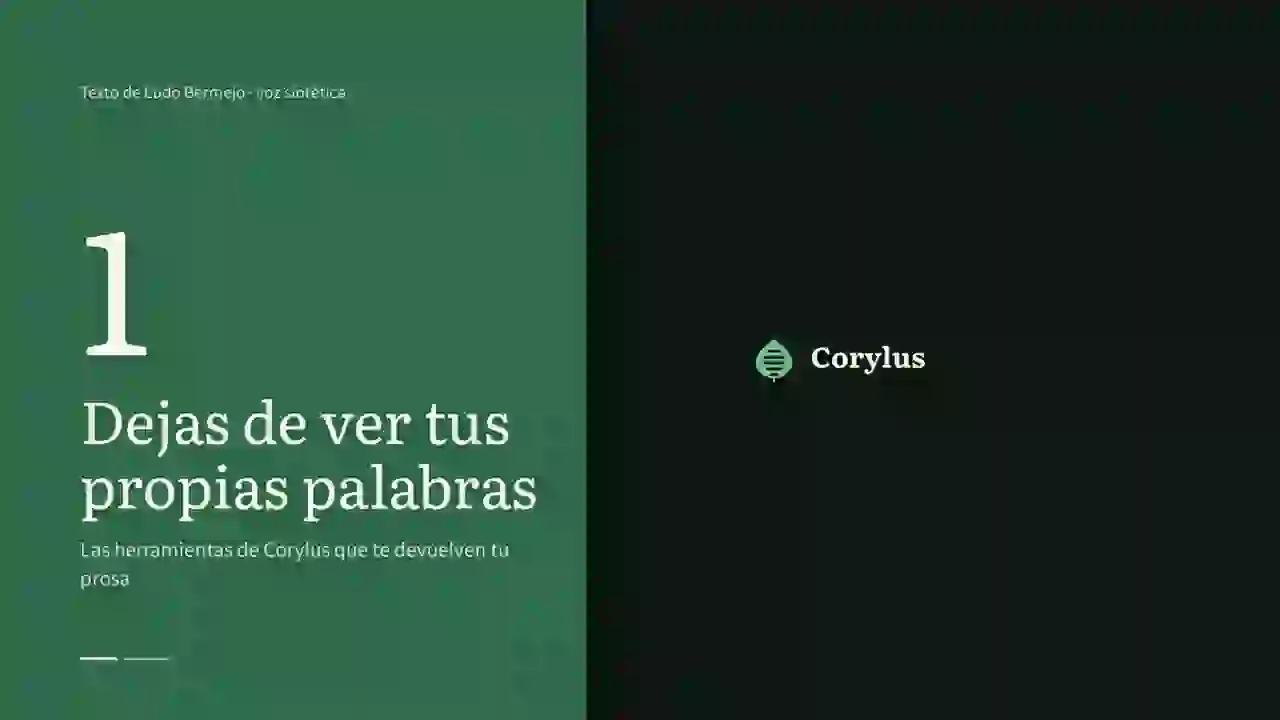 Texto de Ludo Bermejo · voz sintética
1
Dejas de ver tus
propias palabras
Las herramientas de Corylus que te devuelven tu
prosa
Corylus